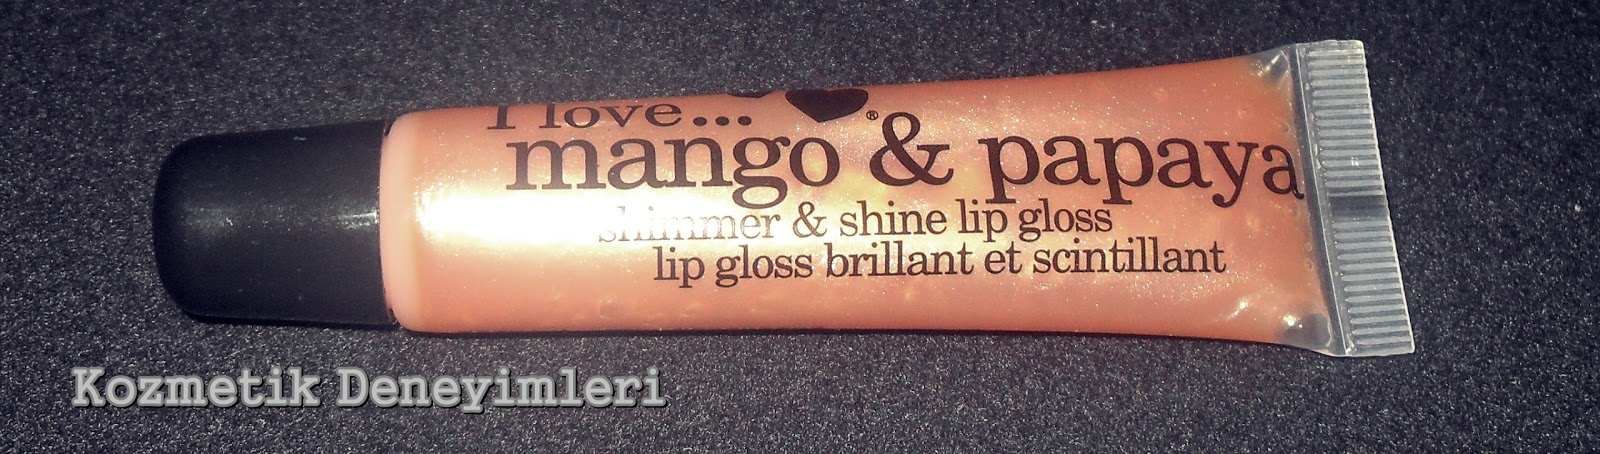 I love...®
mango & papaya
shimmer & shine lip gloss
lip gloss brillant et scintillant
Kozmetik Deneyimleri